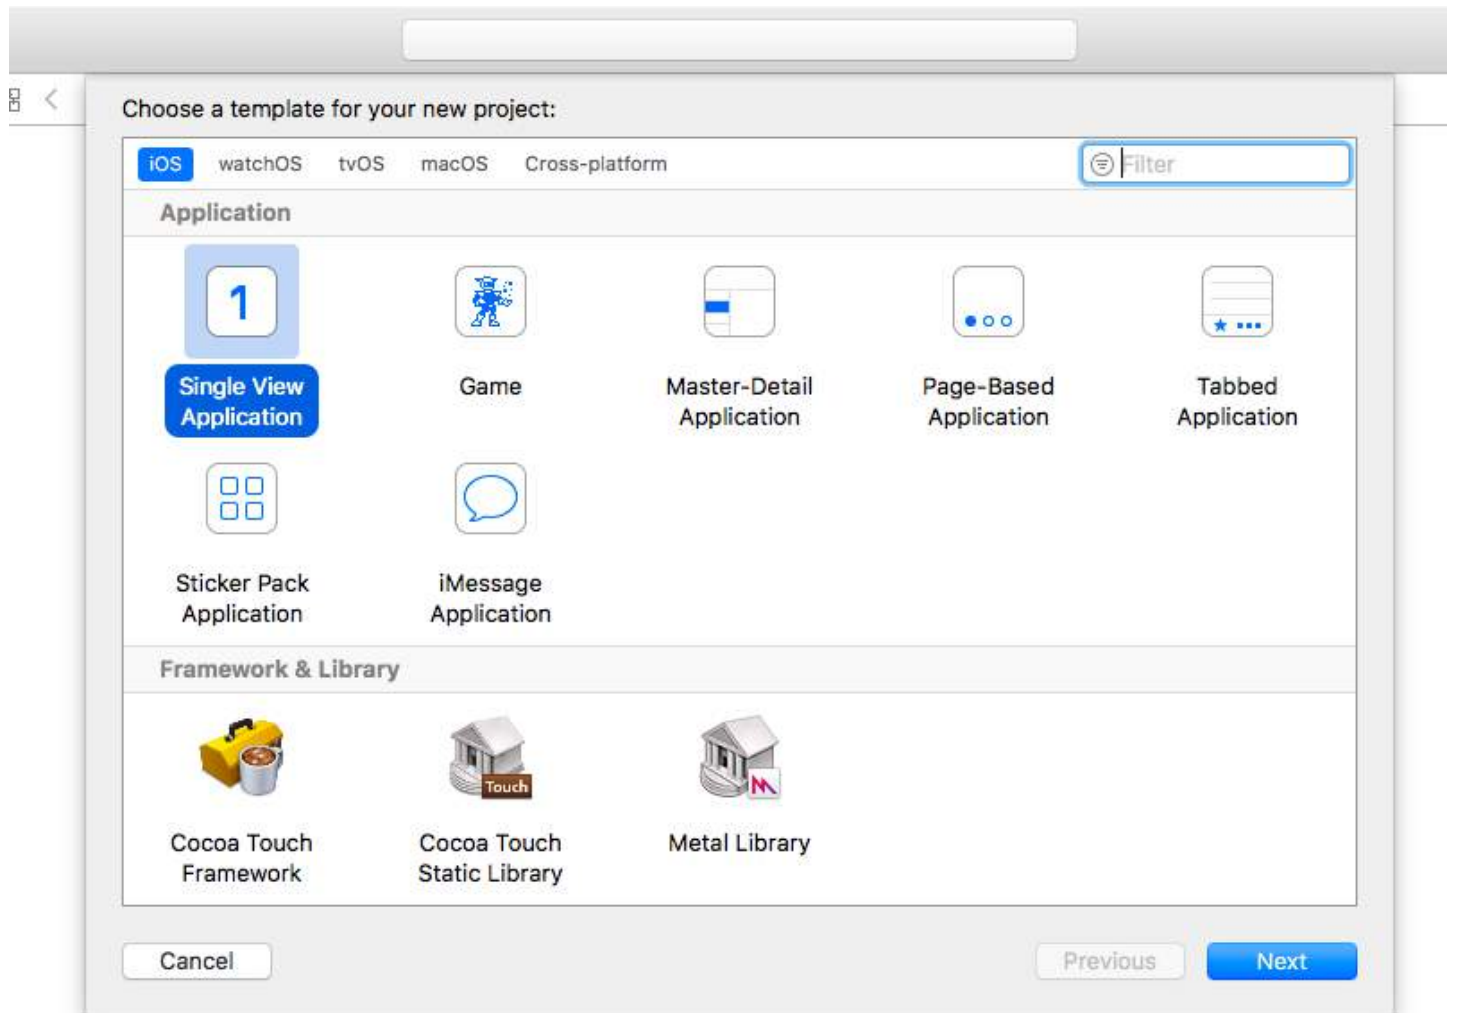 Choose a template for your new project:
iOS watchOS tvOS macOS Cross-platform Filter
Application
1
Single View Game Master-Detail Page-Based Tabbed
Application Application Application Application
Sticker Pack iMessage
Application Application
Framework & Library
Touch
Cocoa Touch Cocoa Touch Metal Library
Framework Static Library
Cancel Previous Next